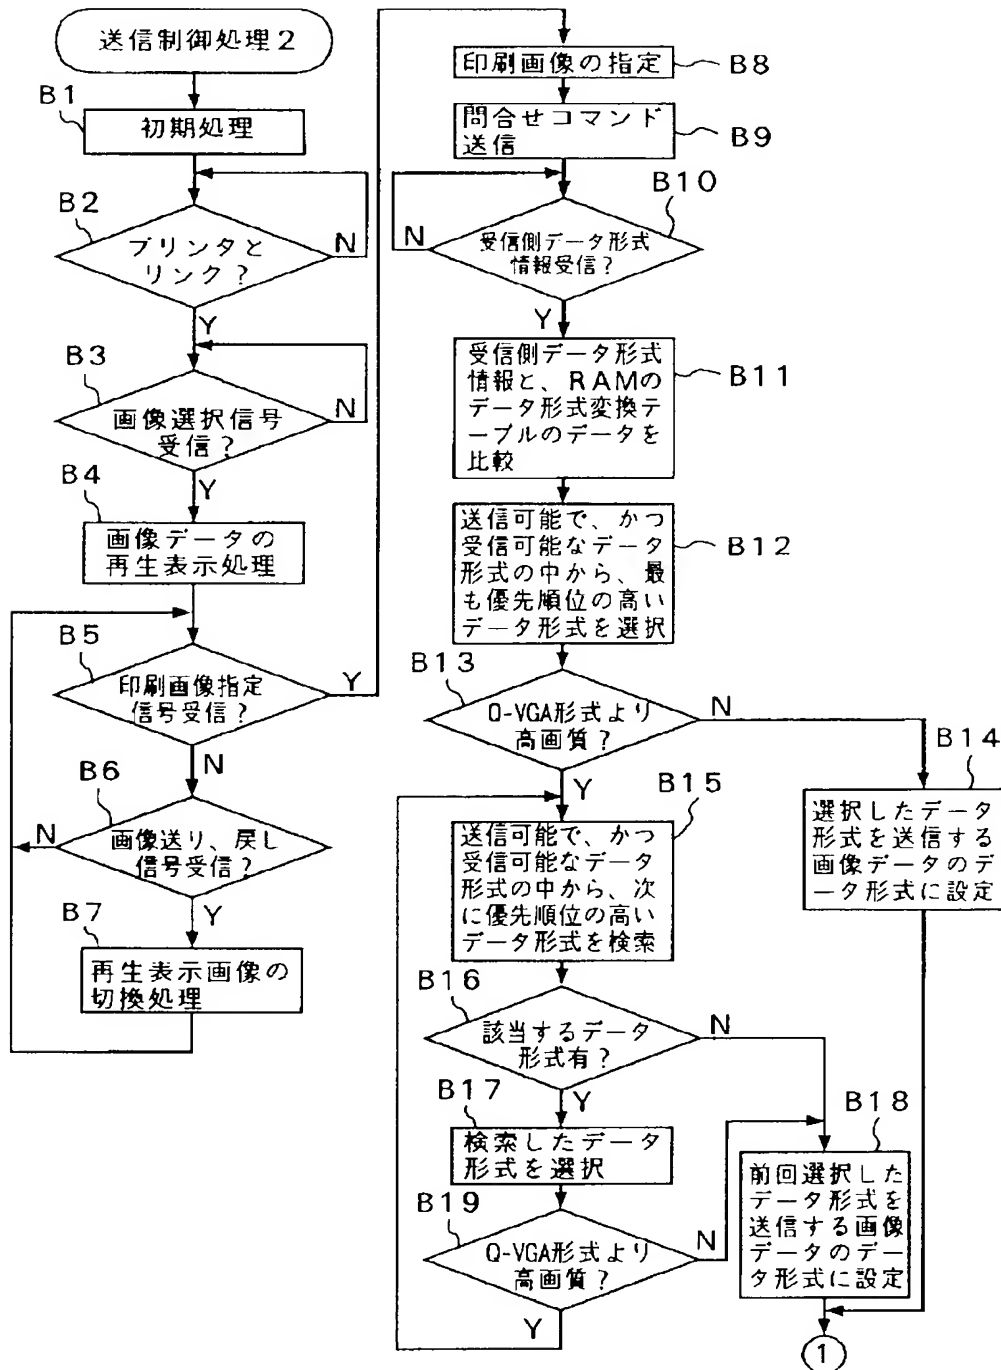 送信制御処理2
B1
初期処理
B2
プリンタと
リンク?
N
Y
B3
画像選択信号
受信?
N
Y
B4
画像データの
再生表示処理
B5
印刷画像指定
信号受信?
Y
N
B6
画像送り、戻し
信号受信?
N
Y
B7
再生表示画像の
切換処理
印刷画像の指定
B8
問合せコマンド
送信
B9
B10
受信側データ形式
情報受信?
N
Y
受信側データ形式
情報と、RAMの
データ形式変換テ
ーブルのデータを
比較
B11
送信可能で、かつ
受信可能なデータ
形式の中から、最
も優先順位の高い
データ形式を選択
B12
B13
Q-VGA形式より
高画質?
N
Y
B14
選択したデータ
形式を送信する
画像データのデ
ータ形式に設定
B15
送信可能で、かつ
受信可能なデータ
形式の中から、次
に優先順位の高い
データ形式を検索
B16
該当するデータ
形式有?
N
Y
B17
検索したデータ
形式を選択
B18
前回選択した
データ形式を
送信する画像
データのデー
タ形式に設定
B19
Q-VGA形式より
高画質?
N
Y
1